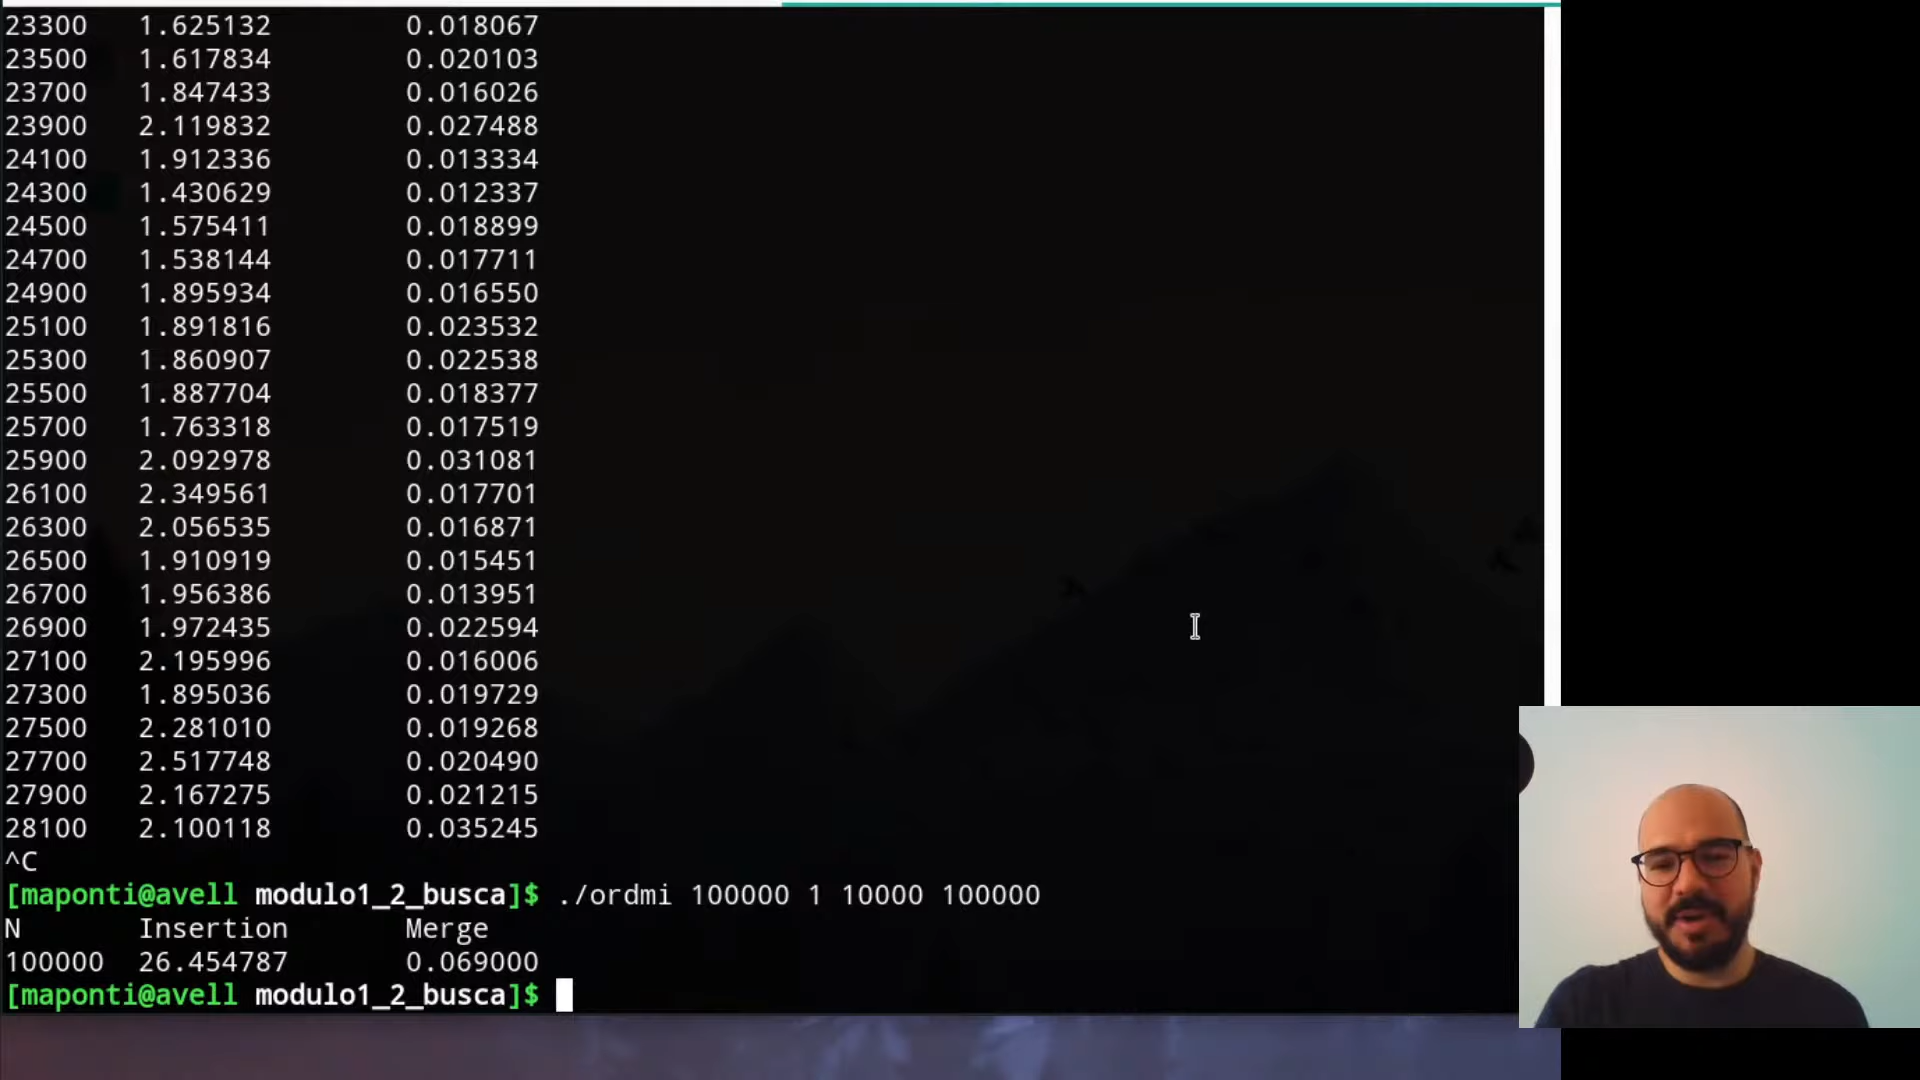 23300 1.625132 0.018067
23500 1.617834 0.020103
23700 1.847433 0.016026
23900 2.119832 0.027488
24100 1.912336 0.013334
24300 1.430629 0.012337
24500 1.575411 0.018899
24700 1.538144 0.017711
24900 1.895934 0.016550
25100 1.891816 0.023532
25300 1.860907 0.022538
25500 1.887704 0.018377
25700 1.763318 0.017519
25900 2.092978 0.031081
26100 2.349561 0.017701
26300 2.056535 0.016871
26500 1.910919 0.015451
26700 1.956386 0.013951
26900 1.972435 0.022594
27100 2.195996 0.016006
27300 1.895036 0.019729
27500 2.281010 0.019268
27700 2.517748 0.020490
27900 2.167275 0.021215
28100 2.100118 0.035245
^C
[maponti@avell modulo1_2_busca]$ ./ordmi 100000 1 10000 100000
N Insertion Merge
100000 26.454787 0.069000
[maponti@avell modulo1_2_busca]$